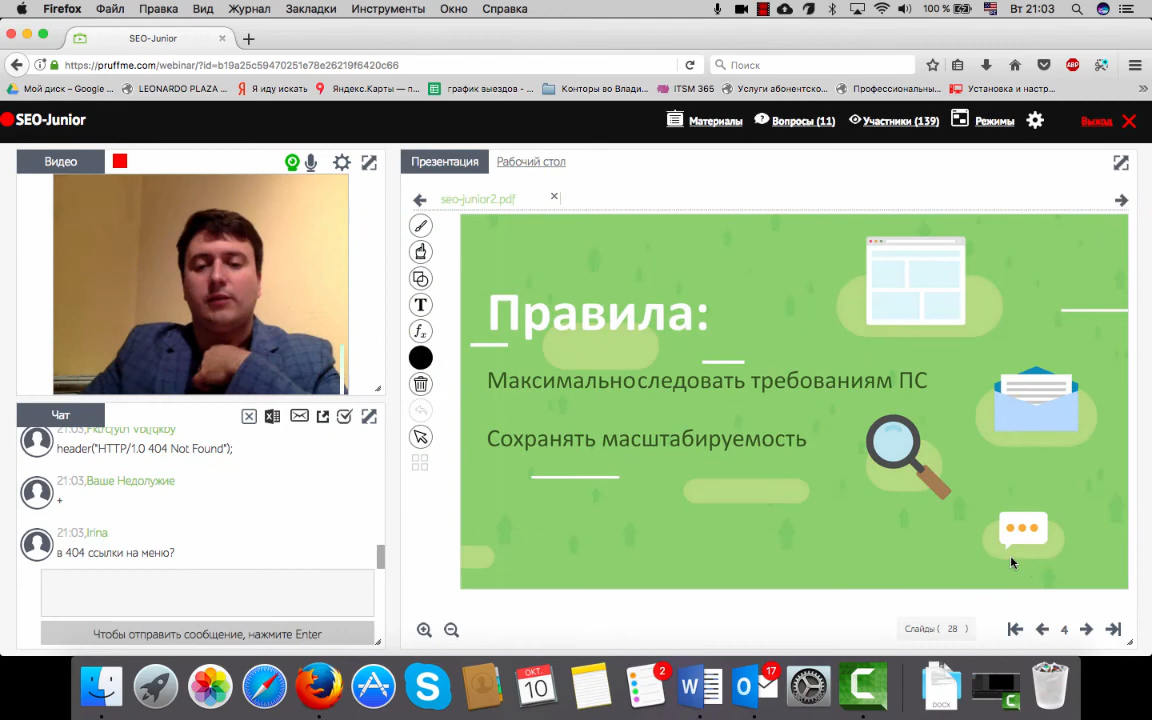 Firefox Файл Правка Вид Журнал Закладки Инструменты Окно Справка 100 % Вт 21:03
SEO-Junior
https://pruffme.com/webinar/?id=b19a25c59470251e78e26219f6420c66 Поиск
Мой диск – Google ... LEONARDO PLAZA ... Я иду искать Яндекс.Карты — п... график выездов - ... Конторы во Влади... ITSM 365 Услуги абонентско... Профессиональны... Установка и настр...
SEO-Junior Материалы Вопросы (11) Участники (139) Режимы Выход
Видео Презентация Рабочий стол
seo-junior2.pdf
Правила:
Максимально следовать требованиям ПС
Сохранять масштабируемость
Чат
header("HTTP/1.0 404 Not Found");
21:03, Ваше Недолужие
+
21:03, Irina
в 404 ссылки на меню?
Чтобы отправить сообщение, нажмите Enter
Слайды ( 28 ) 4
ОКТ
10
2
17
DOCX